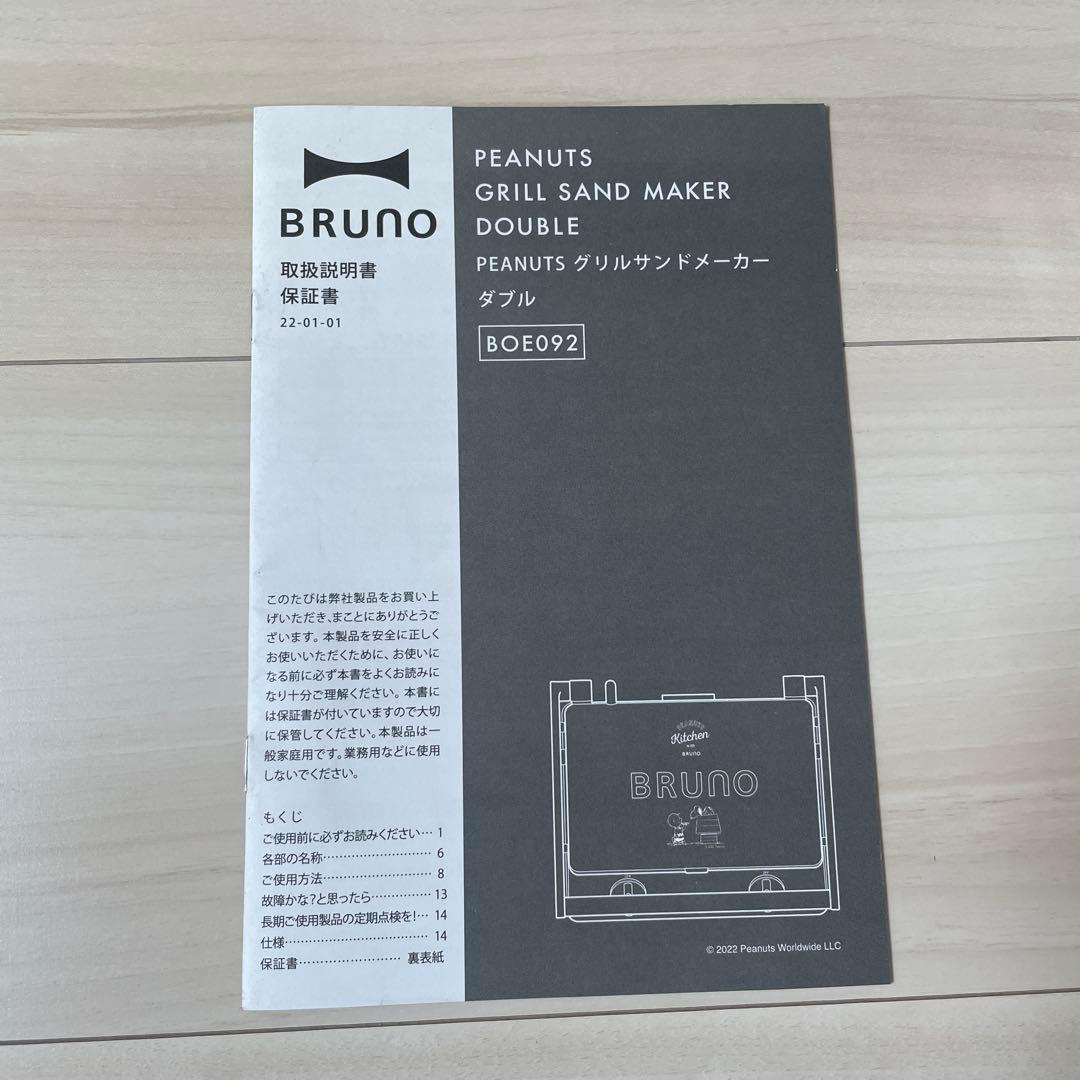 BRUNO
取扱説明書
保証書
22-01-01
PEANUTS
GRILL SAND MAKER
DOUBLE
PEANUTS グリルサンドメーカー
ダブル
BOE092
このたびは弊社製品をお買い上
げいただき、まことにありがとうご
ざいます。本製品を安全に正しく
お使いいただくために、お使いに
なる前に必ず本書をよくお読みに
なり十分ご理解ください。本書に
は保証書が付いていますので大切
に保管してください。本製品は一
般家庭用です。業務用などに使用
しないでください。
もくじ
ご使用前に必ずお読みください… 1
各部の名称……………………… 6
ご使用方法……………………… 8
故障かな?と思ったら…………… 13
長期ご使用製品の定期点検を!… 14
仕様……………………………… 14
保証書…………………… 裏表紙
PEANUTS
Kitchen
with
BRUNO
BRUNO
© 2022 Peanuts Worldwide LLC